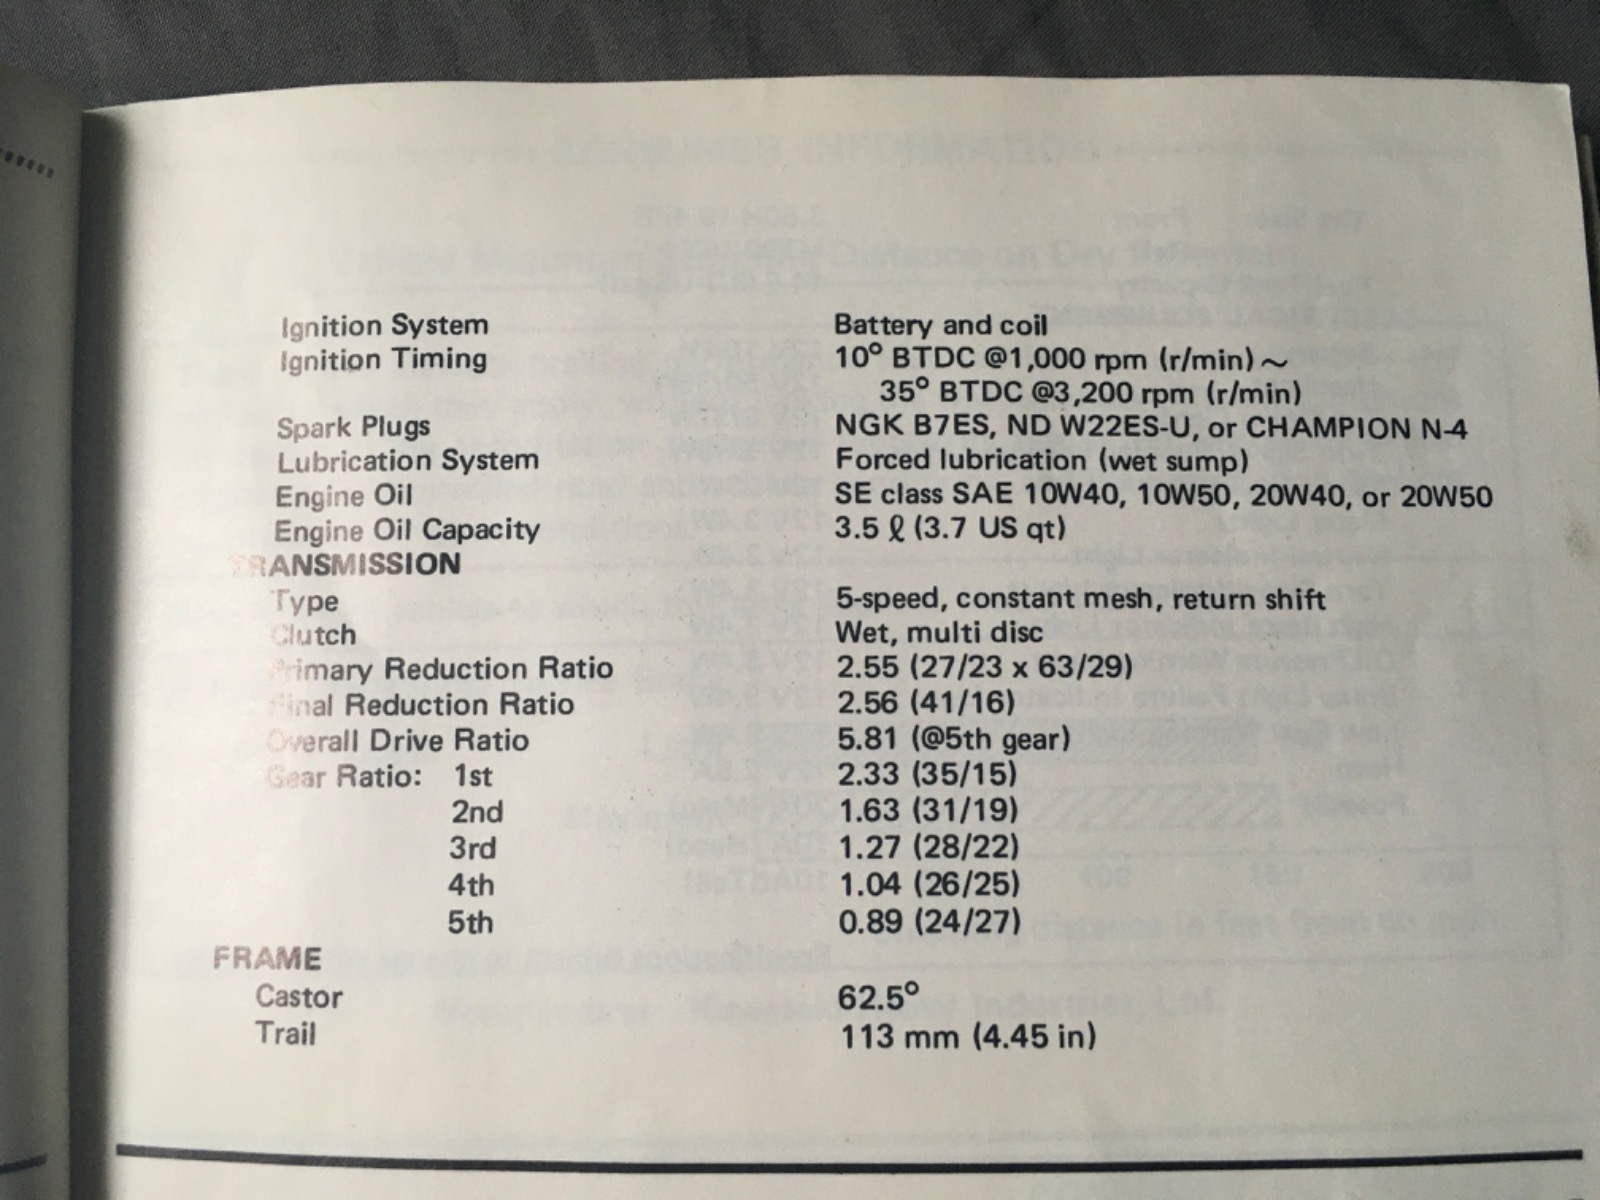 Ignition System Battery and coil
Ignition Timing 10° BTDC @1,000 rpm (r/min) ~
35° BTDC @3,200 rpm (r/min)
Spark Plugs NGK B7ES, ND W22ES-U, or CHAMPION N-4
Lubrication System Forced lubrication (wet sump)
Engine Oil SE class SAE 10W40, 10W50, 20W40, or 20W50
Engine Oil Capacity 3.5 ℓ (3.7 US qt)
TRANSMISSION
Type 5-speed, constant mesh, return shift
Clutch Wet, multi disc
Primary Reduction Ratio 2.55 (27/23 x 63/29)
Final Reduction Ratio 2.56 (41/16)
Overall Drive Ratio 5.81 (@5th gear)
Gear Ratio: 1st 2.33 (35/15)
2nd 1.63 (31/19)
3rd 1.27 (28/22)
4th 1.04 (26/25)
5th 0.89 (24/27)
FRAME
Castor 62.5°
Trail 113 mm (4.45 in)